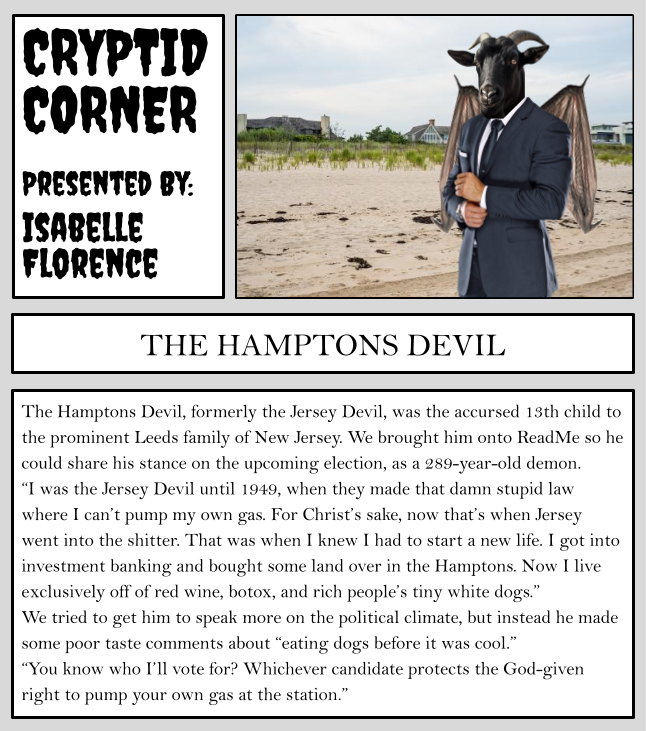 CRYPTID
CORNER
PRESENTED BY:
ISABELLE
FLORENCE
THE HAMPTONS DEVIL
The Hamptons Devil, formerly the Jersey Devil, was the accursed 13th child to
the prominent Leeds family of New Jersey. We brought him onto ReadMe so he
could share his stance on the upcoming election, as a 289-year-old demon.
“I was the Jersey Devil until 1949, when they made that damn stupid law
where I can’t pump my own gas. For Christ’s sake, now that’s when Jersey
went into the shitter. That was when I knew I had to start a new life. I got into
investment banking and bought some land over in the Hamptons. Now I live
exclusively off of red wine, botox, and rich people’s tiny white dogs.”
We tried to get him to speak more on the political climate, but instead he made
some poor taste comments about “eating dogs before it was cool.”
“You know who I’ll vote for? Whichever candidate protects the God-given
right to pump your own gas at the station.”